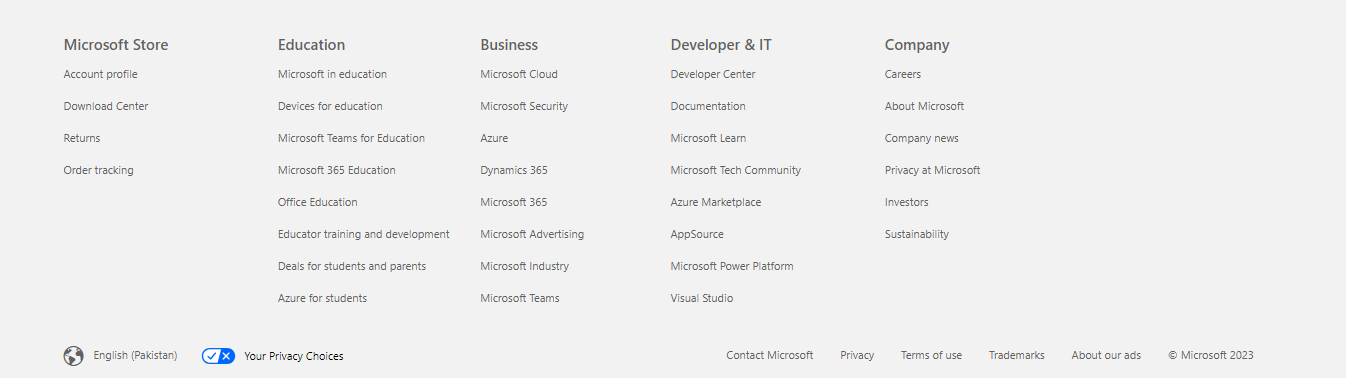 Microsoft Store
Account profile
Download Center
Returns
Order tracking
Education
Microsoft in education
Devices for education
Microsoft Teams for Education
Microsoft 365 Education
Office Education
Educator training and development
Deals for students and parents
Azure for students
Business
Microsoft Cloud
Microsoft Security
Azure
Dynamics 365
Microsoft 365
Microsoft Advertising
Microsoft Industry
Microsoft Teams
Developer & IT
Developer Center
Documentation
Microsoft Learn
Microsoft Tech Community
Azure Marketplace
AppSource
Microsoft Power Platform
Visual Studio
Company
Careers
About Microsoft
Company news
Privacy at Microsoft
Investors
Sustainability
English (Pakistan) Your Privacy Choices Contact Microsoft Privacy Terms of use Trademarks About our ads © Microsoft 2023